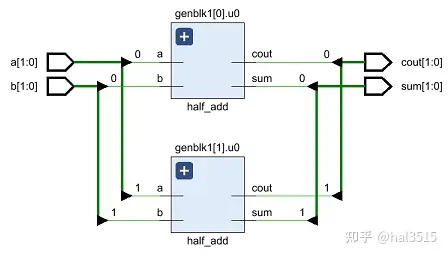 genblk1[0].u0
a[1:0] 0 a cout 0 cout[1:0]
b[1:0] 0 b sum 0 sum[1:0]
half_add
genblk1[1].u0
1 a cout 1
1 b sum 1
half_add
知乎 @hal3515